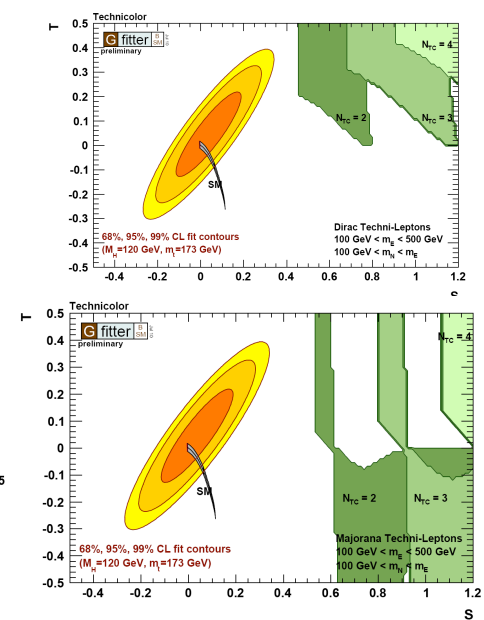 Technicolor
T
0.5
0.4
0.3
0.2
0.1
0
-0.1
-0.2
-0.3
-0.4
-0.5
G fitter B SM
preliminary
N_TC = 4
N_TC = 2
N_TC = 3
SM
68%, 95%, 99% CL fit contours
(M_H=120 GeV, m_t=173 GeV)
Dirac Techni-Leptons
100 GeV < m_E < 500 GeV
100 GeV < m_N < m_E
-0.4 -0.2 0 0.2 0.4 0.6 0.8 1 1.2
S
Technicolor
T
0.5
0.4
0.3
0.2
0.1
0
-0.1
-0.2
-0.3
-0.4
-0.5
G fitter B SM
preliminary
N_TC = 4
SM
N_TC = 2
N_TC = 3
68%, 95%, 99% CL fit contours
(M_H=120 GeV, m_t=173 GeV)
Majorana Techni-Leptons
100 GeV < m_E < 500 GeV
100 GeV < m_N < m_E
-0.4 -0.2 0 0.2 0.4 0.6 0.8 1 1.2
S
5